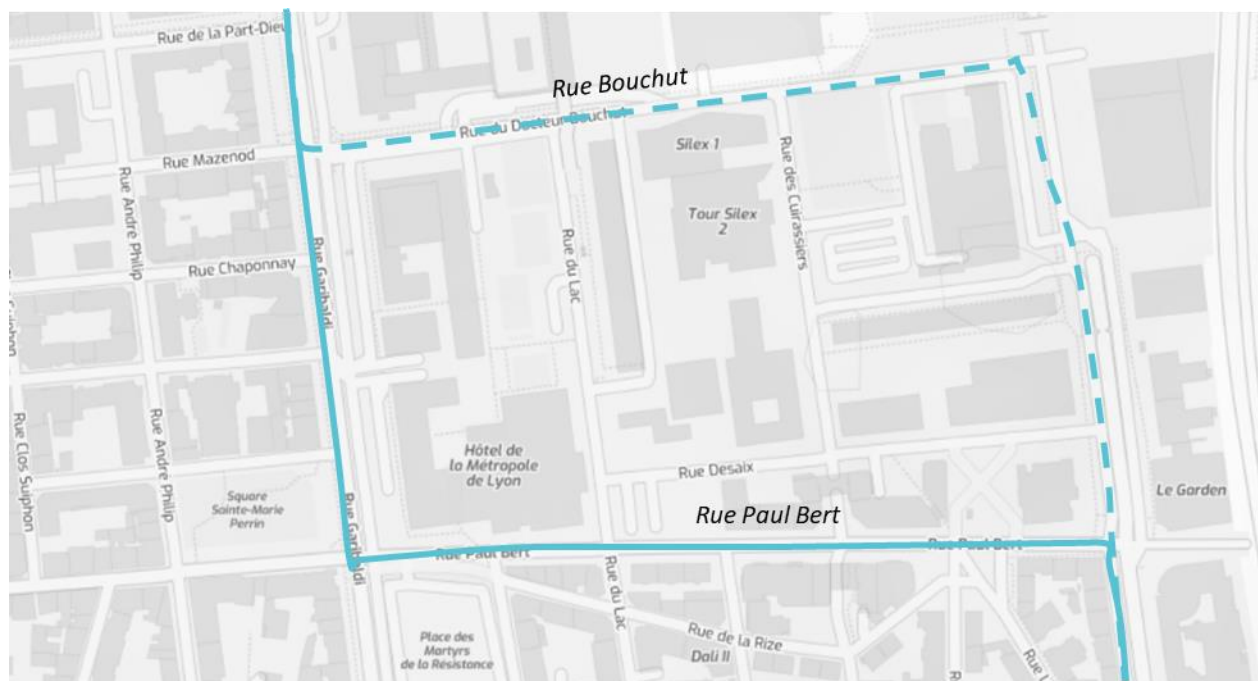 Rue de la Part-Dieu
Rue Bouchut
Rue du Docteur Bouchut
Rue Mazenod
Silex 1
Rue des Cuirassiers
Rue Andre Philip
Tour Silex
2
Rue Garibaldi
Rue du Lac
Rue Chaponnay
Suiphon
Rue Clos Suiphon
Rue Andre Philip
Hôtel de
la Métropole
de Lyon
Rue Desaix
Le Garden
Square
Sainte-Marie
Perrin
Rue Garibaldi
Rue Paul Bert
Rue Paul Bert
Rue Paul Bert
Rue du Lac
Rue de la Rize
Dali II
Place des
Martyrs
de la Résistance